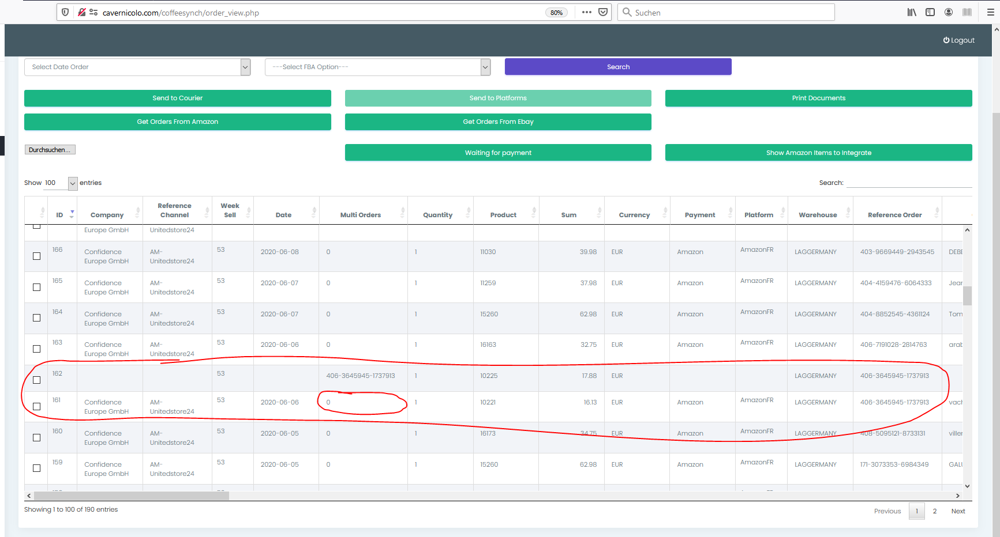 cavernicolo.com/coffeesynch/order_view.php 80% Suchen
Logout
Select Date Order ---Select FBA Option--- Search
Send to Courier Send to Platforms Print Documents
Get Orders From Amazon Get Orders From Ebay
Durchsuchen... Waiting for payment Show Amazon Items to Integrate
Show 100 entries Search:
ID Company Reference Channel Week Sell Date Multi Orders Quantity Product Sum Currency Payment Platform Warehouse Reference Order
Europe GmbH Unitedstore24
166 Confidence Europe GmbH AM-Unitedstore24 53 2020-06-08 0 1 11030 39.98 EUR Amazon AmazonFR LAGGERMANY 403-9669449-2943545
165 Confidence Europe GmbH AM-Unitedstore24 53 2020-06-07 0 1 11259 37.98 EUR Amazon AmazonFR LAGGERMANY 404-4159476-6064333
164 Confidence Europe GmbH AM-Unitedstore24 53 2020-06-07 0 1 15260 62.98 EUR Amazon AmazonFR LAGGERMANY 404-8852545-4361124 Tom
163 Confidence Europe GmbH AM-Unitedstore24 53 2020-06-06 0 1 16163 32.75 EUR Amazon AmazonFR LAGGERMANY 406-7191028-2814763
162 53 406-3645945-1737913 1 10225 17.88 EUR LAGGERMANY 406-3645945-1737913
161 Confidence Europe GmbH AM-Unitedstore24 53 2020-06-06 0 1 10221 16.13 EUR Amazon AmazonFR LAGGERMANY 406-3645945-1737913
160 Confidence Europe GmbH AM-Unitedstore24 53 2020-06-05 0 1 16173 34.75 EUR Amazon AmazonFR LAGGERMANY 408-5095121-8733131
159 Confidence Europe GmbH AM-Unitedstore24 53 2020-06-05 0 1 15260 62.98 EUR Amazon AmazonFR LAGGERMANY 171-3073353-6984349
Showing 1 to 100 of 190 entries Previous 1 2 Next